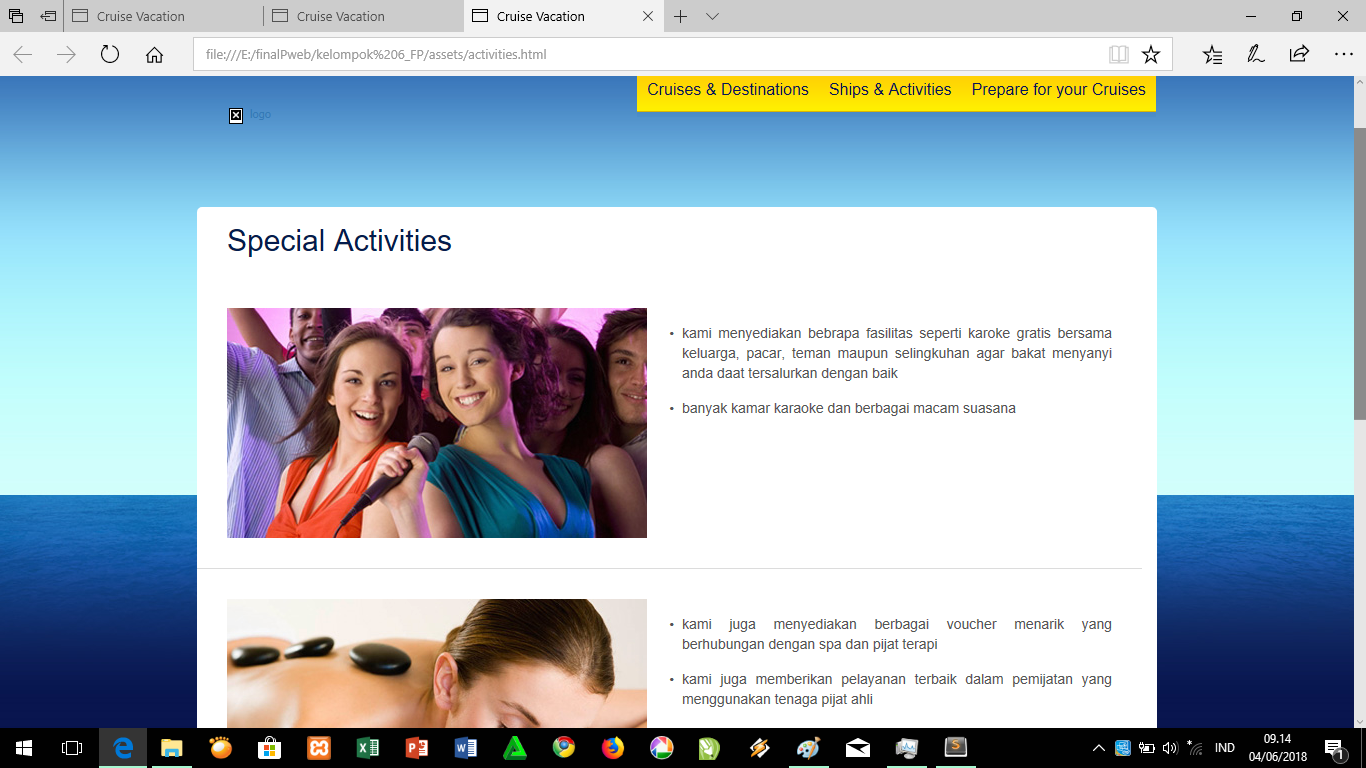 Cruise Vacation
Cruise Vacation
Cruise Vacation
file:///E:/finalPweb/kelompok%206_FP/assets/activities.html
Cruises & Destinations
Ships & Activities
Prepare for your Cruises
logo
Special Activities
• kami menyediakan bebrapa fasilitas seperti karoke gratis bersama
keluarga, pacar, teman maupun selingkuhan agar bakat menyanyi
anda daat tersalurkan dengan baik
• banyak kamar karaoke dan berbagai macam suasana
• kami juga menyediakan berbagai voucher menarik yang
berhubungan dengan spa dan pijat terapi
• kami juga memberikan pelayanan terbaik dalam pemijatan yang
menggunakan tenaga pijat ahli
IND
09.14
04/06/2018
1